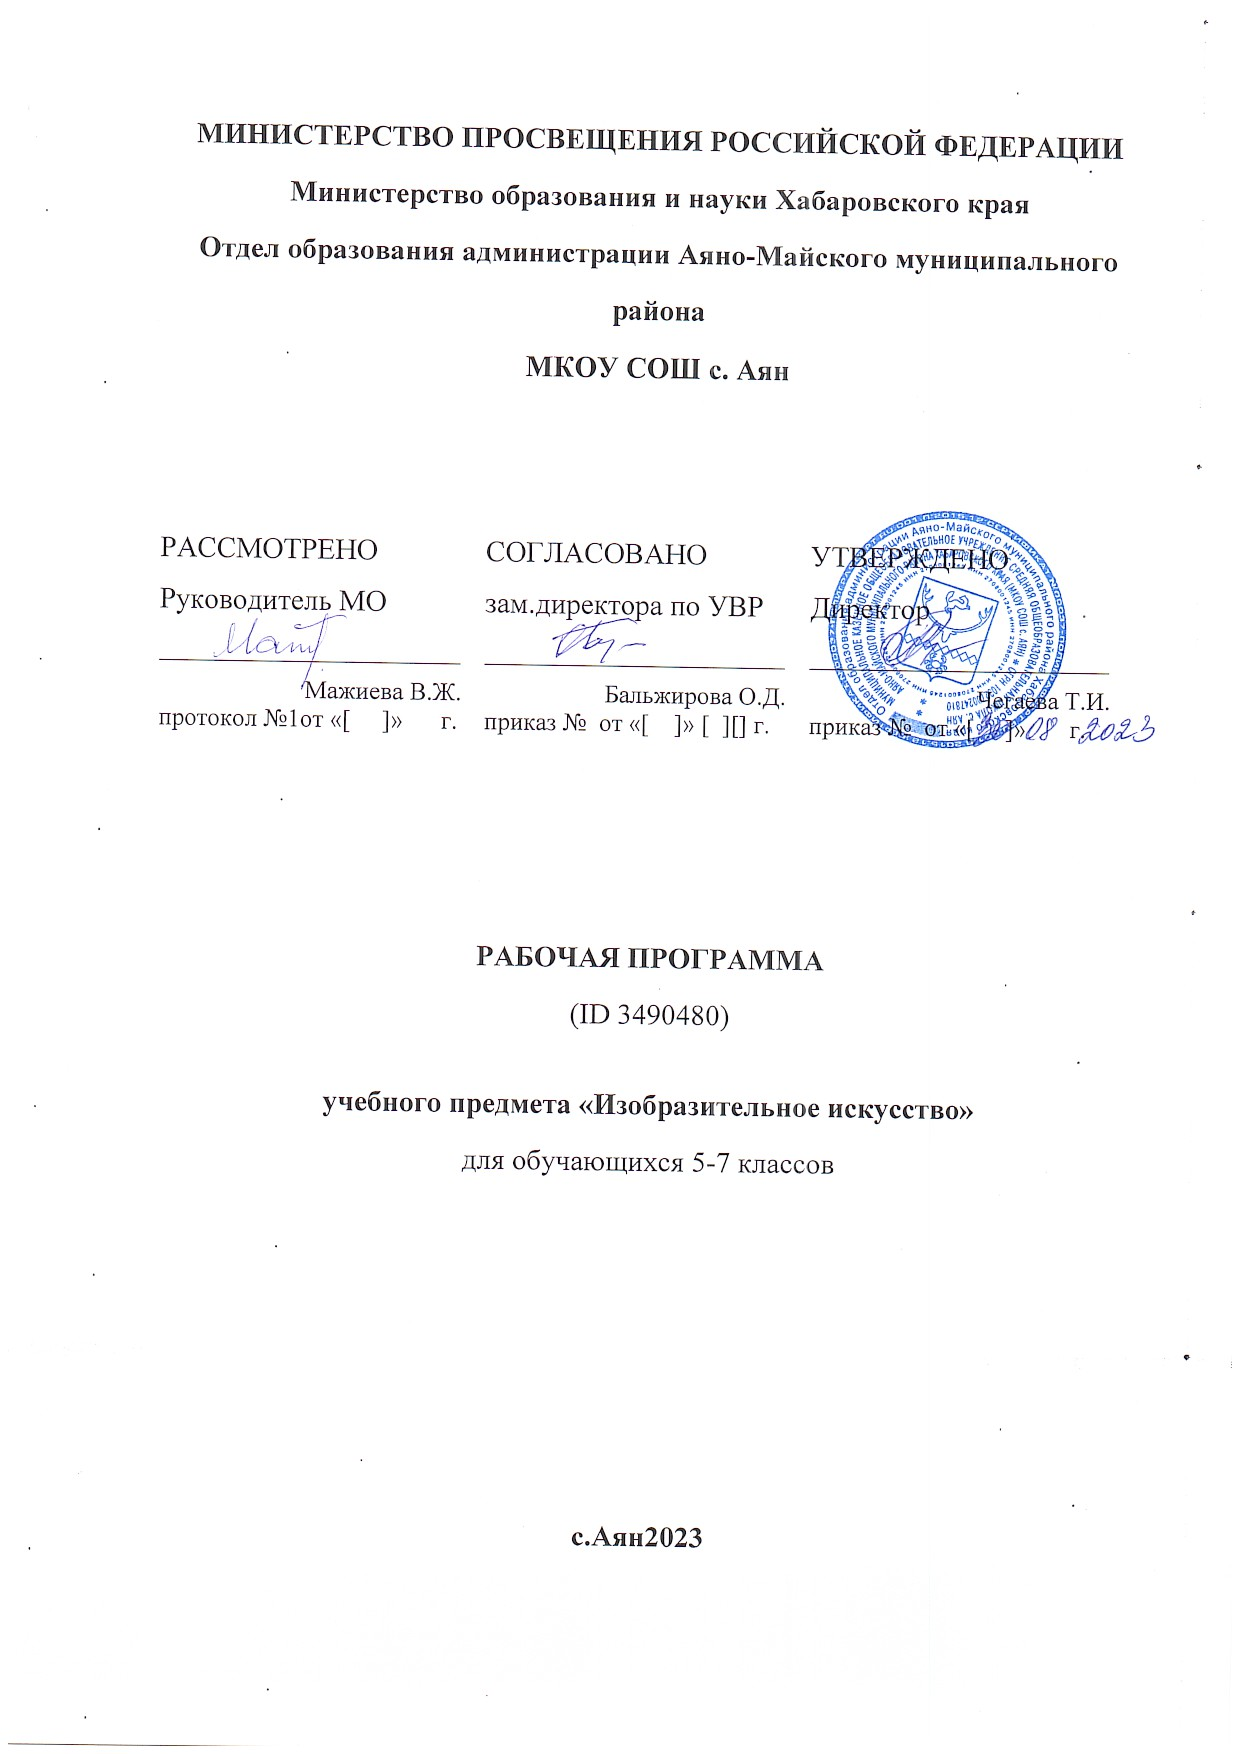 МИНИСТЕРСТВО ПРОСВЕЩЕНИЯ РОССИЙСКОЙ ФЕДЕРАЦИИ
Министерство образования и науки Хабаровского края
Отдел образования администрации Аяно-Майского муниципального
района
МКОУ СОШ с. Аян
РАССМОТРЕНО
Руководитель МО
Мажиева В.Ж.
протокол №1от «[ ]» г.
СОГЛАСОВАНО
зам.директора по УВР
Бальжирова О.Д.
приказ № от «[ ]» [ ][] г.
УТВЕРЖДЕНО
Директор
Чегаева Т.И.
приказ № от «[ ]» 08 г. 2023
РАБОЧАЯ ПРОГРАММА
(ID 3490480)
учебного предмета «Изобразительное искусство»
для обучающихся 5-7 классов
с.Аян2023